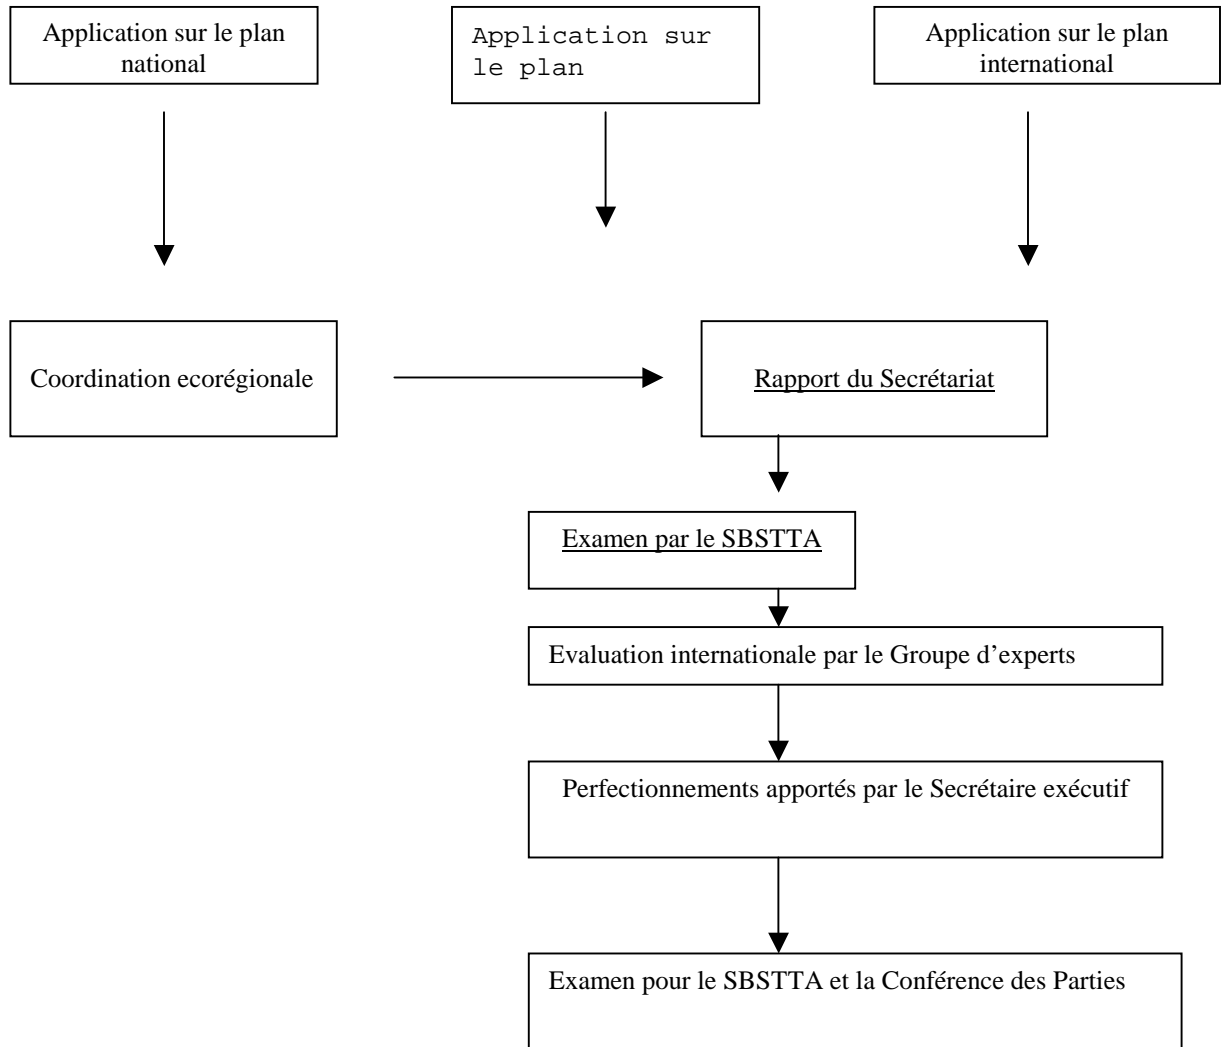 Application sur le plan
national
Application sur
le plan
Application sur le plan
international
Coordination ecorégionale
Rapport du Secrétariat
Examen par le SBSTTA
Evaluation internationale par le Groupe d’experts
Perfectionnements apportés par le Secrétaire exécutif
Examen pour le SBSTTA et la Conférence des Parties